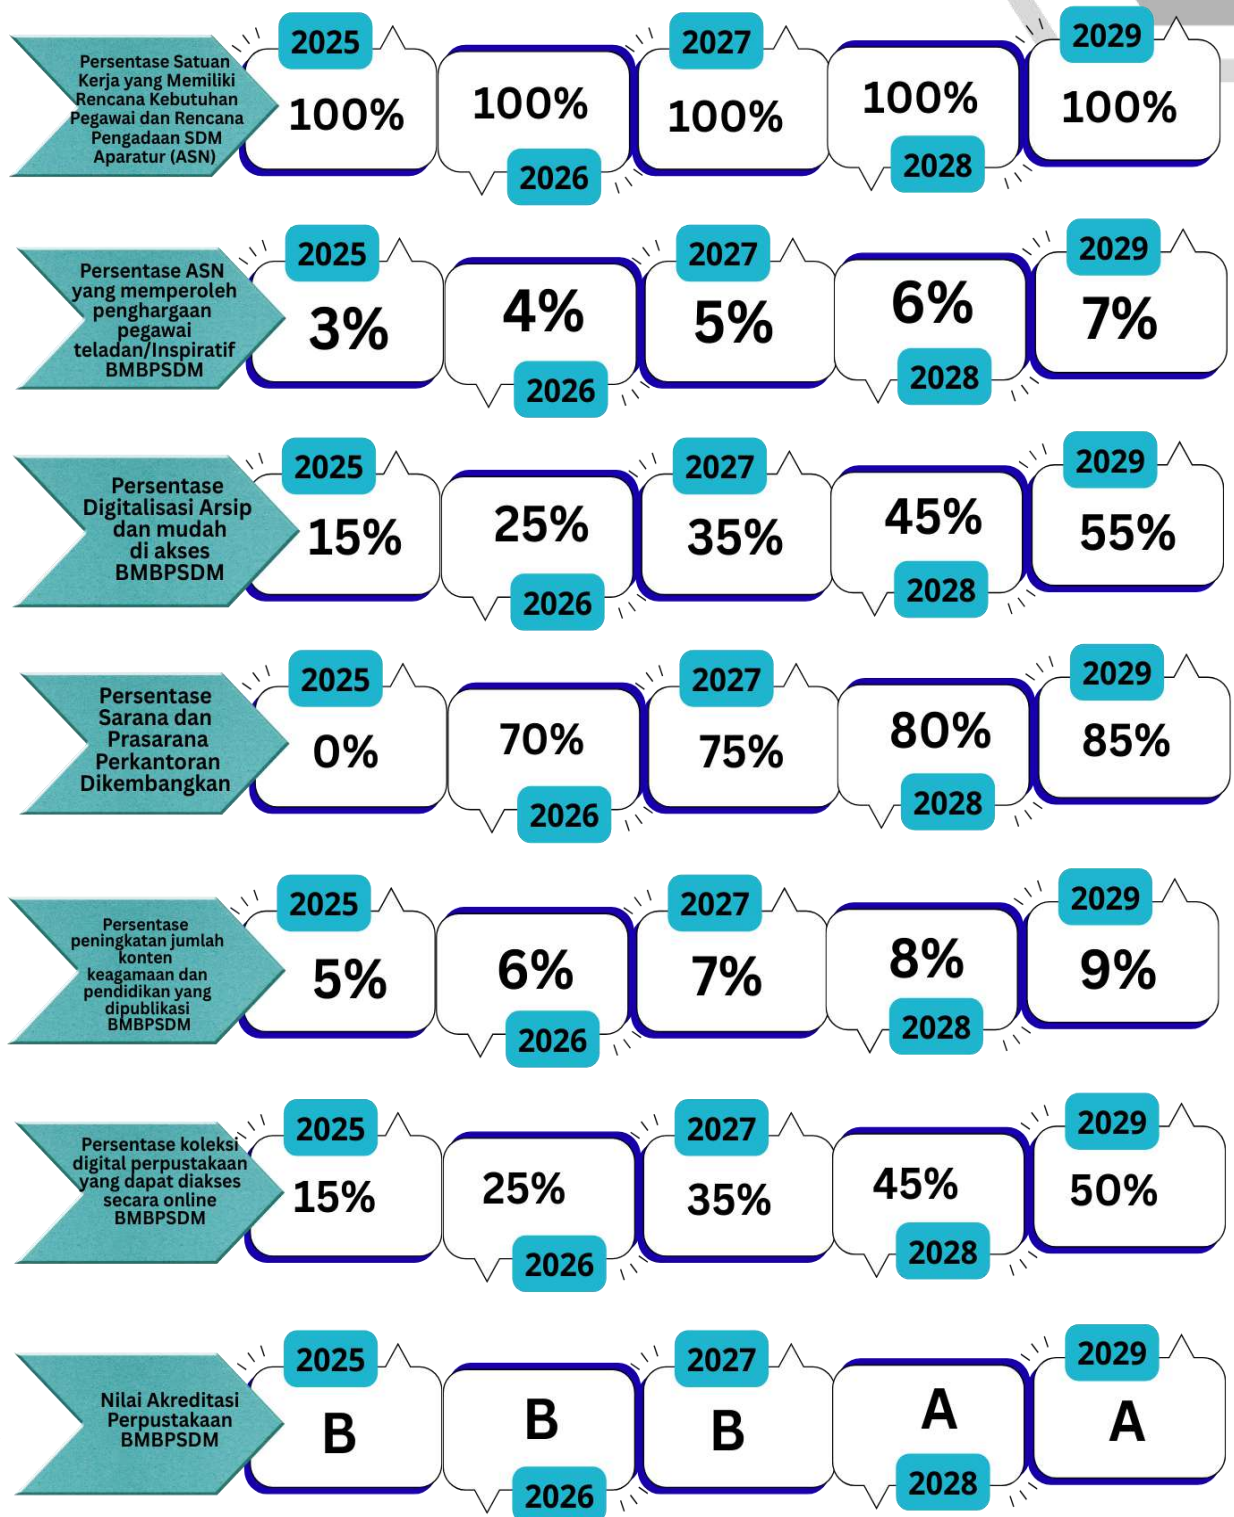 Persentase Satuan
Kerja yang Memiliki
Rencana Kebutuhan
Pegawai dan Rencana
Pengadaan SDM
Aparatur (ASN)
2025
100%
100%
2026
2027
100%
100%
2028
2029
100%
Persentase ASN
yang memperoleh
penghargaan
pegawai
teladan/Inspiratif
BMBPSDM
2025
3%
4%
2026
2027
5%
6%
2028
2029
7%
Persentase
Digitalisasi Arsip
dan mudah
di akses
BMBPSDM
2025
15%
25%
2026
2027
35%
45%
2028
2029
55%
Persentase
Sarana dan
Prasarana
Perkantoran
Dikembangkan
2025
0%
70%
2026
2027
75%
80%
2028
2029
85%
Persentase
peningkatan jumlah
konten
keagamaan dan
pendidikan yang
dipublikasi
BMBPSDM
2025
5%
6%
2026
2027
7%
8%
2028
2029
9%
Persentase koleksi
digital perpustakaan
yang dapat diakses
secara online
BMBPSDM
2025
15%
25%
2026
2027
35%
45%
2028
2029
50%
Nilai Akreditasi
Perpustakaan
BMBPSDM
2025
B
B
2026
2027
B
A
2028
2029
A